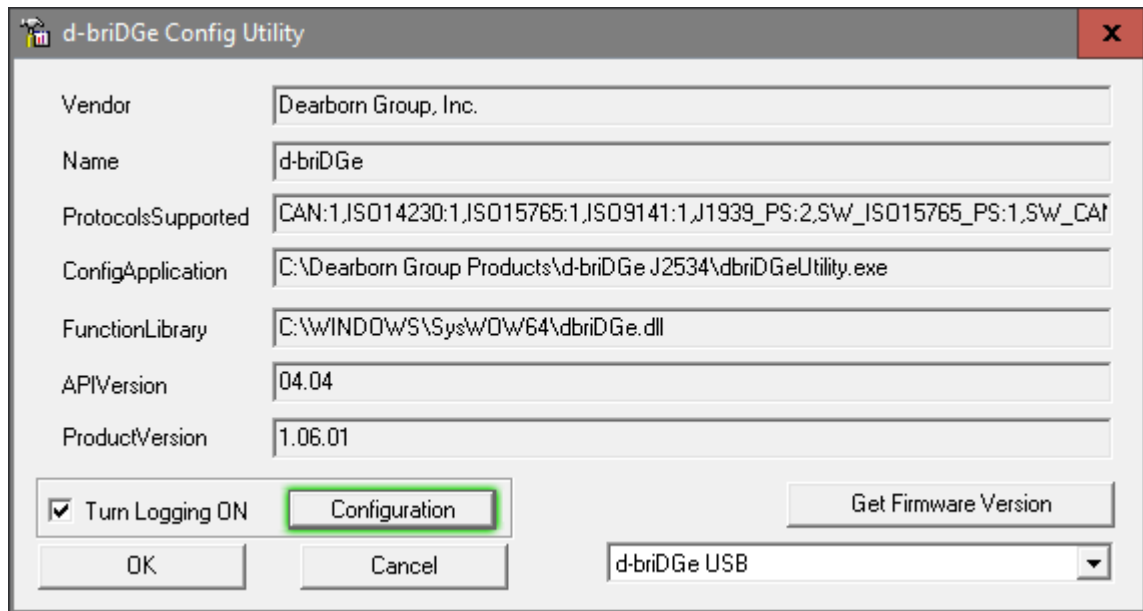 d-briDGe Config Utility
Vendor Dearborn Group, Inc.
Name d-briDGe
ProtocolsSupported CAN:1,ISO14230:1,ISO15765:1,ISO9141:1,J1939_PS:2,SW_ISO15765_PS:1,SW_CAN
ConfigApplication C:\Dearborn Group Products\d-briDGe J2534\dbriDGeUtility.exe
FunctionLibrary C:\WINDOWS\SysWOW64\dbriDGe.dll
APIVersion 04.04
ProductVersion 1.06.01
Turn Logging ON Configuration Get Firmware Version
OK Cancel d-briDGe USB